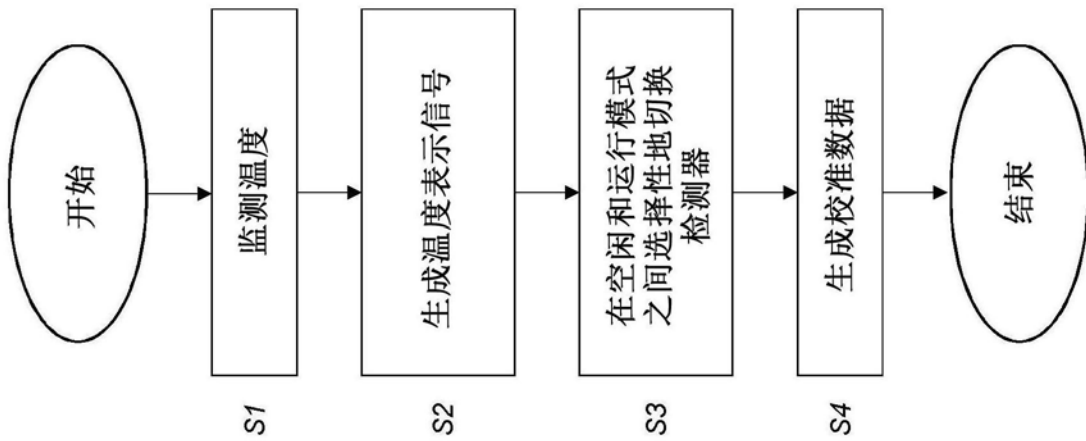 开始
S1
监测温度
S2
生成温度表示信号
S3
在空闲和运行模式
之间选择性地切换
检测器
S4
生成校准数据
结束